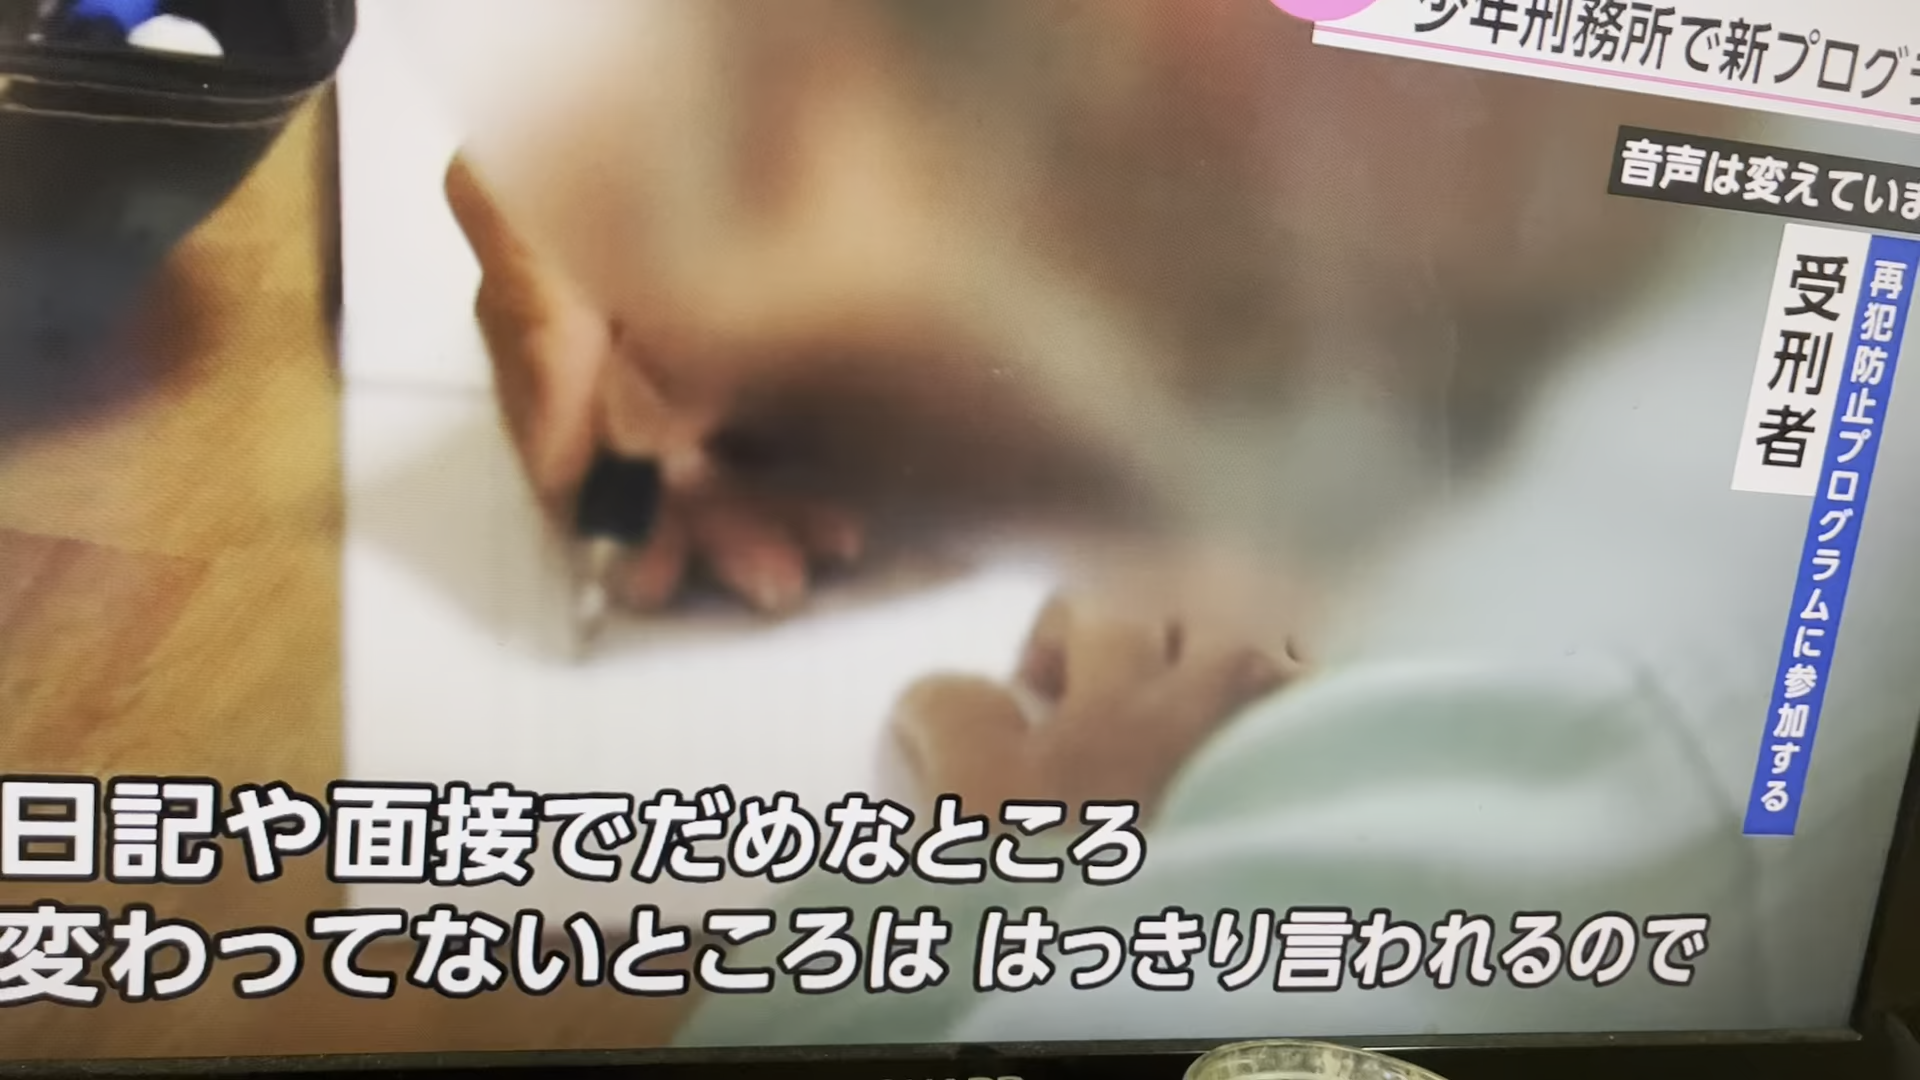 少年刑務所で新プログラ
音声は変えていま
再犯防止プログラムに参加する
受刑者
日記や面接でだめなところ
変わってないところは はっきり言われるので